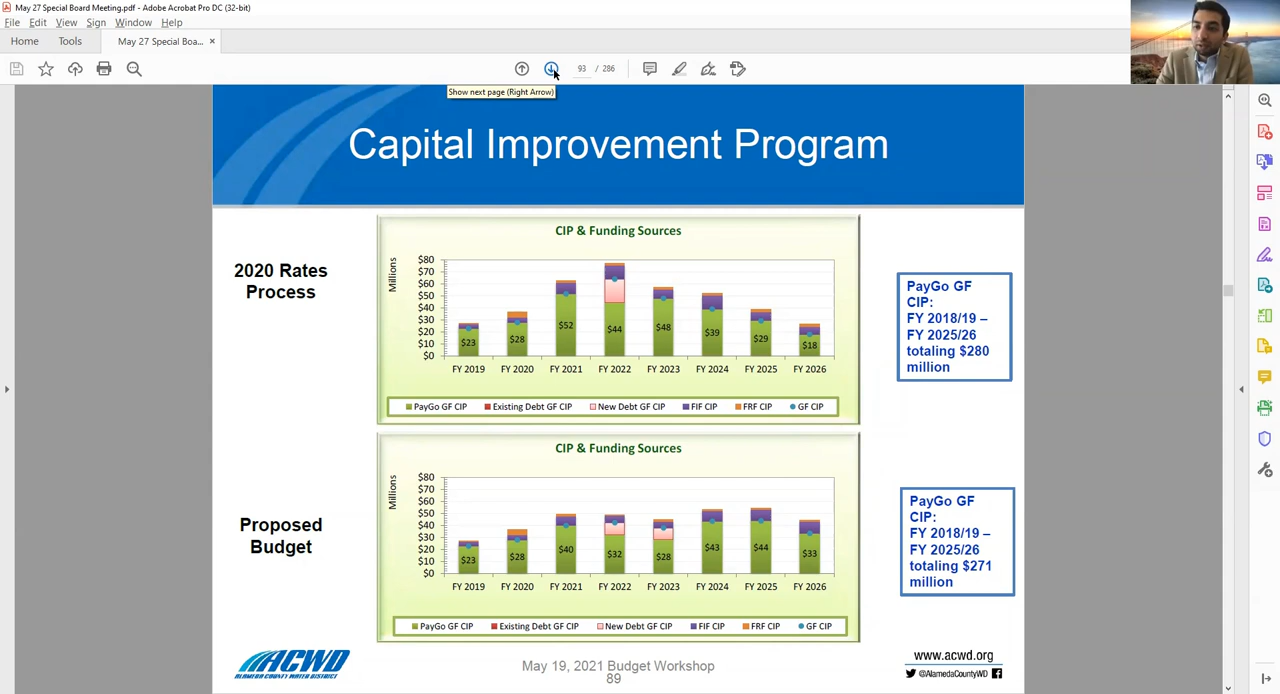 May 27 Special Board Meeting.pdf - Adobe Acrobat Pro DC (32-bit)
File Edit View Sign Window Help
Home Tools May 27 Special Boa... ×
93 / 286
Show next page (Right Arrow)
Capital Improvement Program
2020 Rates
Process
CIP & Funding Sources
Millions
$80
$70
$60
$50
$40
$30
$20
$10
$0
$23 $28 $52 $44 $48 $39 $29 $18
FY 2019 FY 2020 FY 2021 FY 2022 FY 2023 FY 2024 FY 2025 FY 2026
PayGo GF CIP Existing Debt GF CIP New Debt GF CIP FIF CIP FRF CIP GF CIP
PayGo GF
CIP:
FY 2018/19 –
FY 2025/26
totaling $280
million
Proposed
Budget
CIP & Funding Sources
Millions
$80
$70
$60
$50
$40
$30
$20
$10
$0
$23 $28 $40 $32 $28 $43 $44 $33
FY 2019 FY 2020 FY 2021 FY 2022 FY 2023 FY 2024 FY 2025 FY 2026
PayGo GF CIP Existing Debt GF CIP New Debt GF CIP FIF CIP FRF CIP GF CIP
PayGo GF
CIP:
FY 2018/19 –
FY 2025/26
totaling $271
million
ACWD
ALAMEDA COUNTY WATER DISTRICT
May 19, 2021 Budget Workshop
89
www.acwd.org
@AlamedaCountyWD